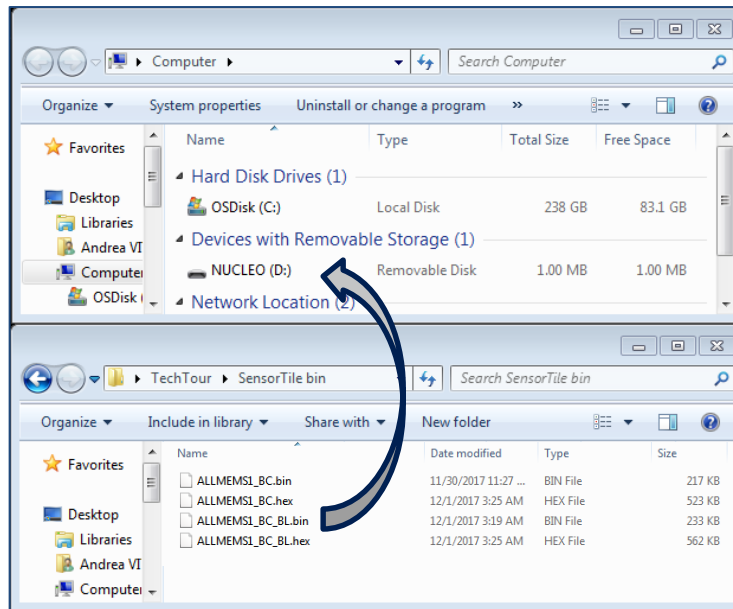 Computer
Search Computer
Organize
System properties
Uninstall or change a program
»
Favorites
Desktop
Libraries
Andrea VI
Computer
OSDisk (
Name Type Total Size Free Space
Hard Disk Drives (1)
OSDisk (C:) Local Disk 238 GB 83.1 GB
Devices with Removable Storage (1)
NUCLEO (D:) Removable Disk 1.00 MB 1.00 MB
Network Location (2)
TechTour SensorTile bin
Search SensorTile bin
Organize
Include in library
Share with
New folder
Favorites
Desktop
Libraries
Andrea VI
Computer
Name Date modified Type Size
ALLMEMS1_BC.bin 11/30/2017 11:27 ... BIN File 217 KB
ALLMEMS1_BC.hex 12/1/2017 3:25 AM HEX File 523 KB
ALLMEMS1_BC_BL.bin 12/1/2017 3:19 AM BIN File 233 KB
ALLMEMS1_BC_BL.hex 12/1/2017 3:25 AM HEX File 562 KB